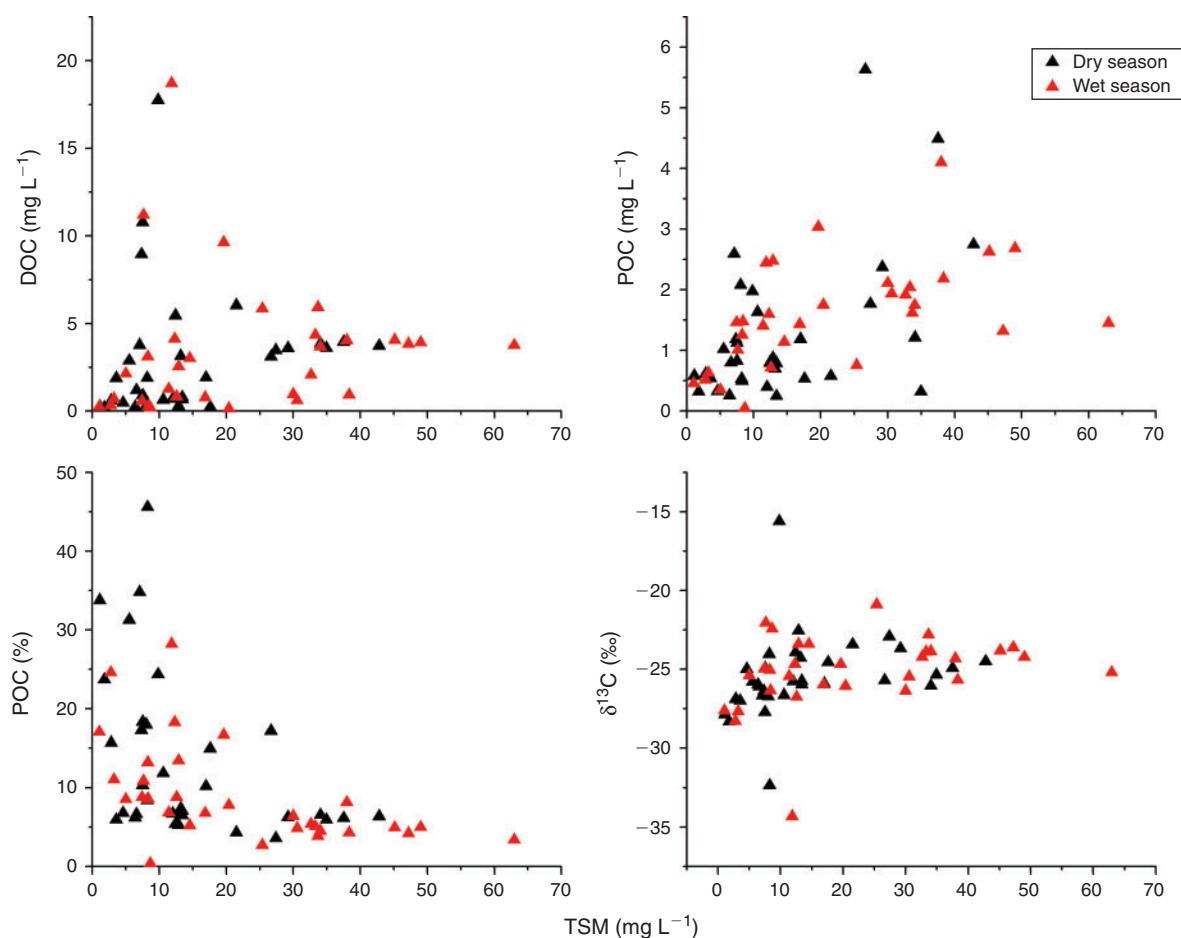 20
15
10
5
0
DOC (mg L−1)
0 10 20 30 40 50 60 70
6
5
4
3
2
1
0
POC (mg L−1)
Dry season
Wet season
0 10 20 30 40 50 60 70
50
40
30
20
10
0
POC (%)
0 10 20 30 40 50 60 70
−15
−20
−25
−30
−35
δ13C (‰)
0 10 20 30 40 50 60 70
TSM (mg L−1)